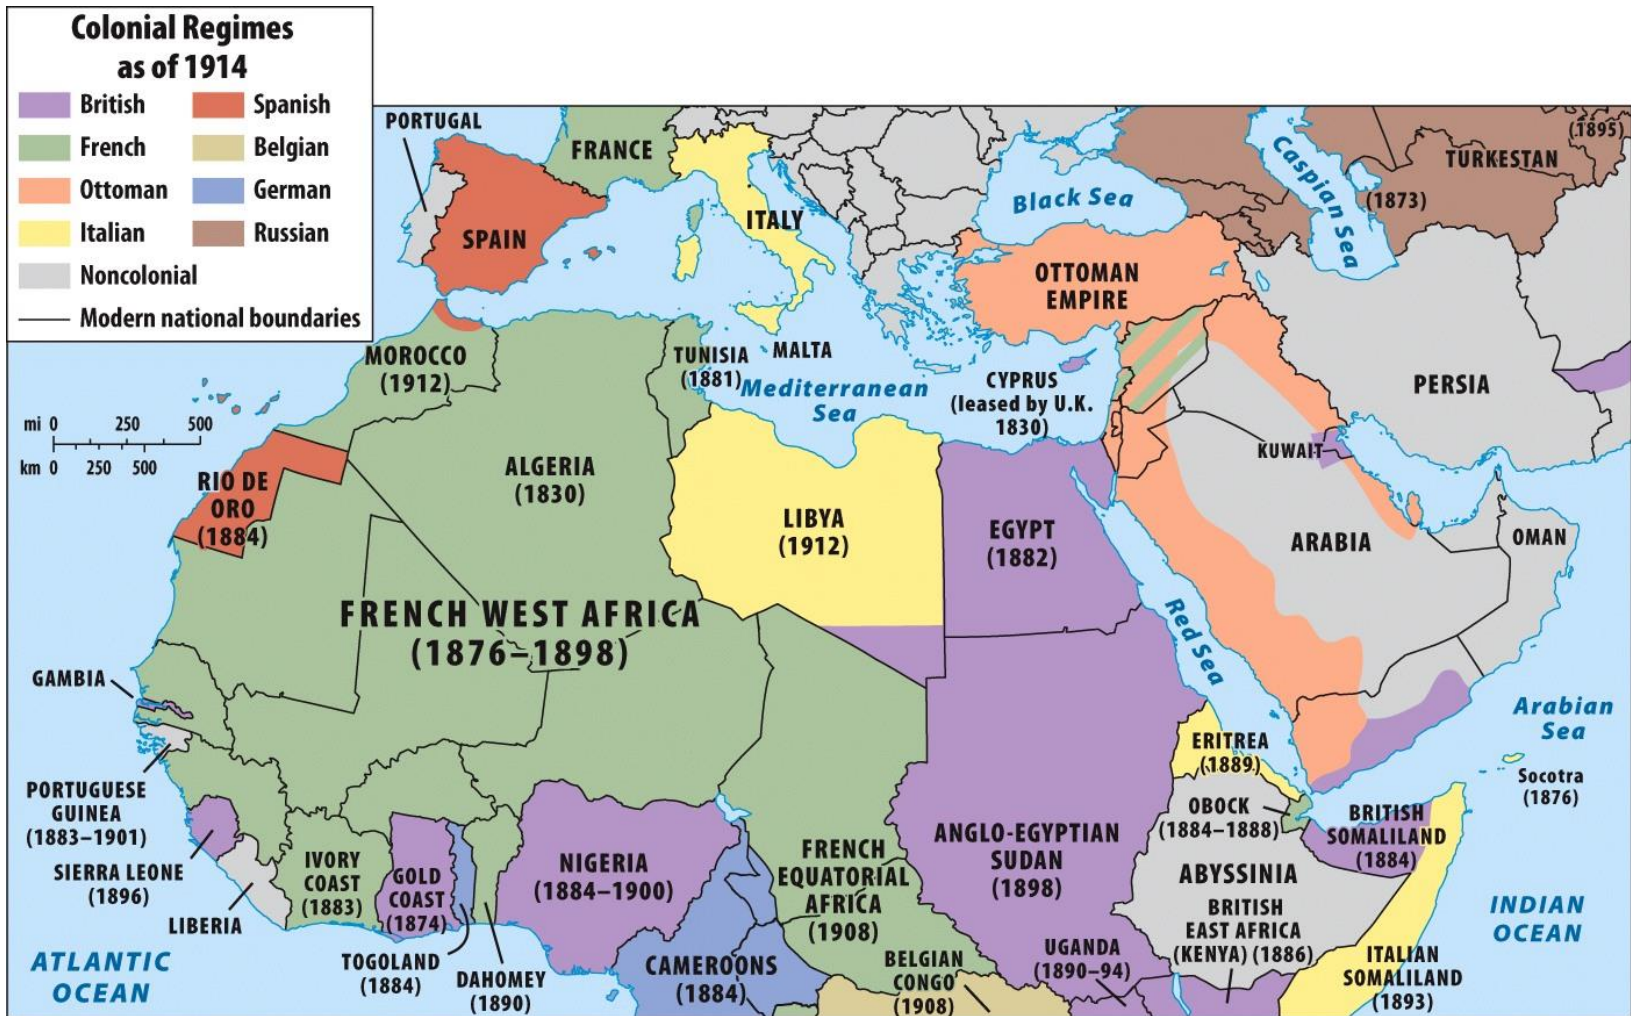 Colonial Regimes
as of 1914
British
Spanish
French
Belgian
Ottoman
German
Italian
Russian
Noncolonial
Modern national boundaries
PORTUGAL
FRANCE
SPAIN
ITALY
Black Sea
Caspian Sea
(1895)
TURKESTAN
(1873)
OTTOMAN
EMPIRE
MOROCCO
(1912)
TUNISIA
(1881)
MALTA
Mediterranean
Sea
CYPRUS
(leased by U.K.
1830)
PERSIA
mi 0 250 500
km 0 250 500
RIO DE
ORO
(1884)
ALGERIA
(1830)
LIBYA
(1912)
EGYPT
(1882)
KUWAIT
ARABIA
OMAN
FRENCH WEST AFRICA
(1876–1898)
Red Sea
GAMBIA
Arabian
Sea
PORTUGUESE
GUINEA
(1883–1901)
ERITREA
(1889)
Socotra
(1876)
SIERRA LEONE
(1896)
LIBERIA
IVORY
COAST
(1883)
GOLD
COAST
(1874)
NIGERIA
(1884–1900)
FRENCH
EQUATORIAL
AFRICA
(1908)
ANGLO-EGYPTIAN
SUDAN
(1898)
OBOCK
(1884–1888)
BRITISH
SOMALILAND
(1884)
ABYSSINIA
BRITISH
EAST AFRICA
(KENYA) (1886)
INDIAN
OCEAN
ATLANTIC
OCEAN
TOGOLAND
(1884)
DAHOMEY
(1890)
CAMEROONS
(1884)
BELGIAN
CONGO
(1908)
UGANDA
(1890–94)
ITALIAN
SOMALILAND
(1893)